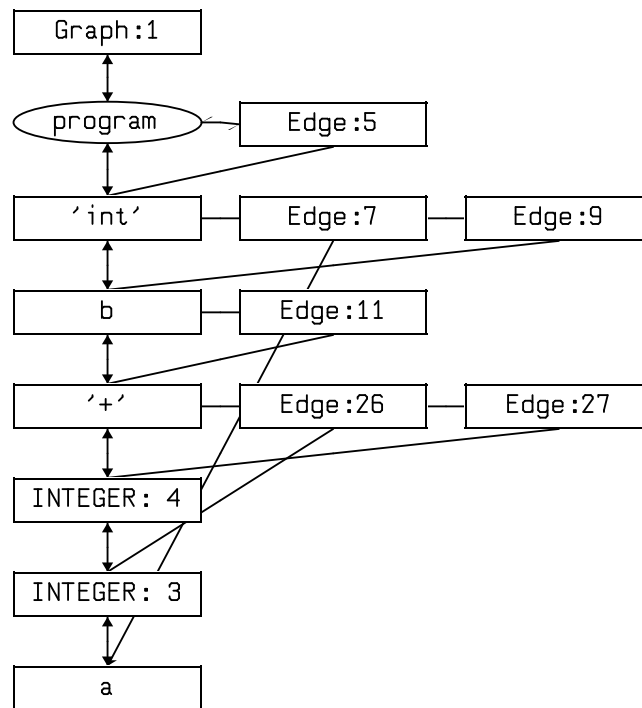 Graph:1
program Edge:5
'int' Edge:7 Edge:9
b Edge:11
'+' Edge:26 Edge:27
INTEGER: 4
INTEGER: 3
a